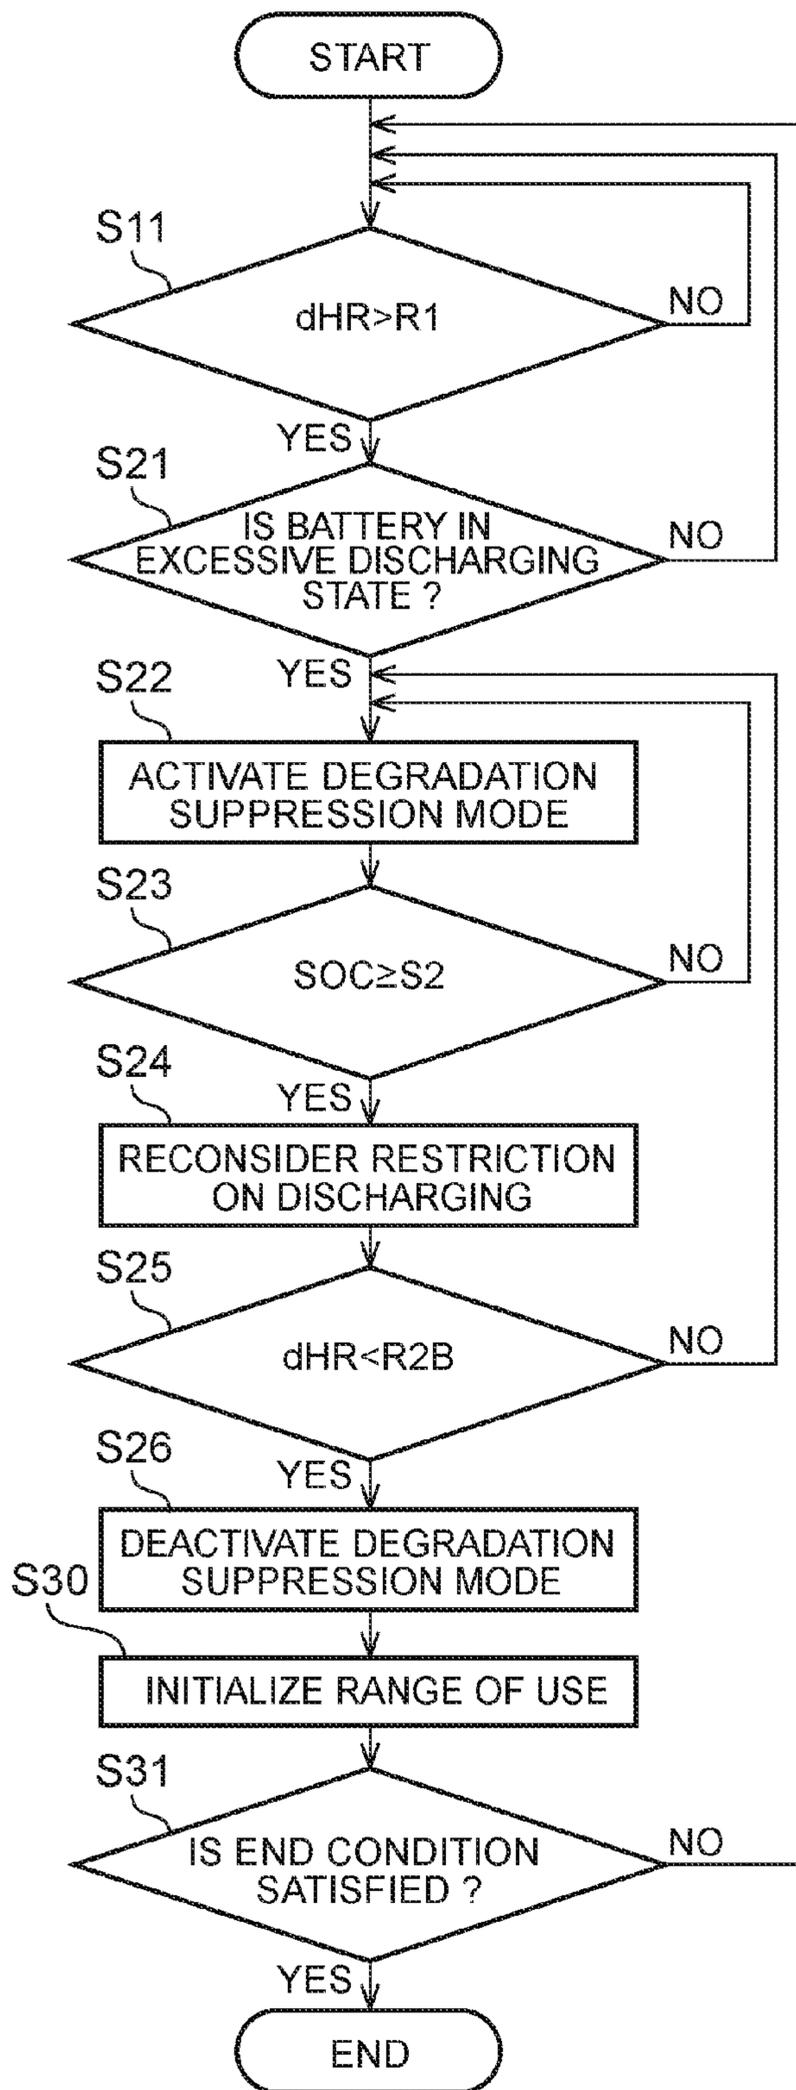 START
S11
dHR>R1
NO
YES
S21
IS BATTERY IN
EXCESSIVE DISCHARGING
STATE ?
NO
YES
S22
ACTIVATE DEGRADATION
SUPPRESSION MODE
S23
SOC≥S2
NO
YES
S24
RECONSIDER RESTRICTION
ON DISCHARGING
S25
dHR<R2B
NO
YES
S26
DEACTIVATE DEGRADATION
SUPPRESSION MODE
S30
INITIALIZE RANGE OF USE
S31
IS END CONDITION
SATISFIED ?
NO
YES
END